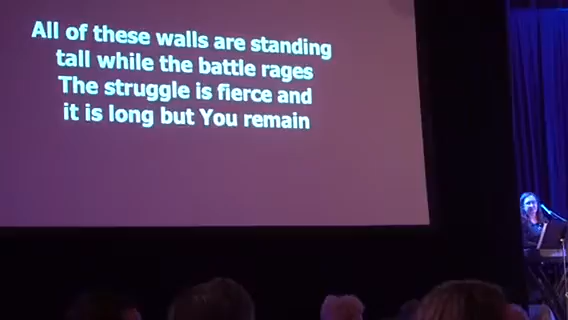 All of these walls are standing
tall while the battle rages
The struggle is fierce and
it is long but You remain